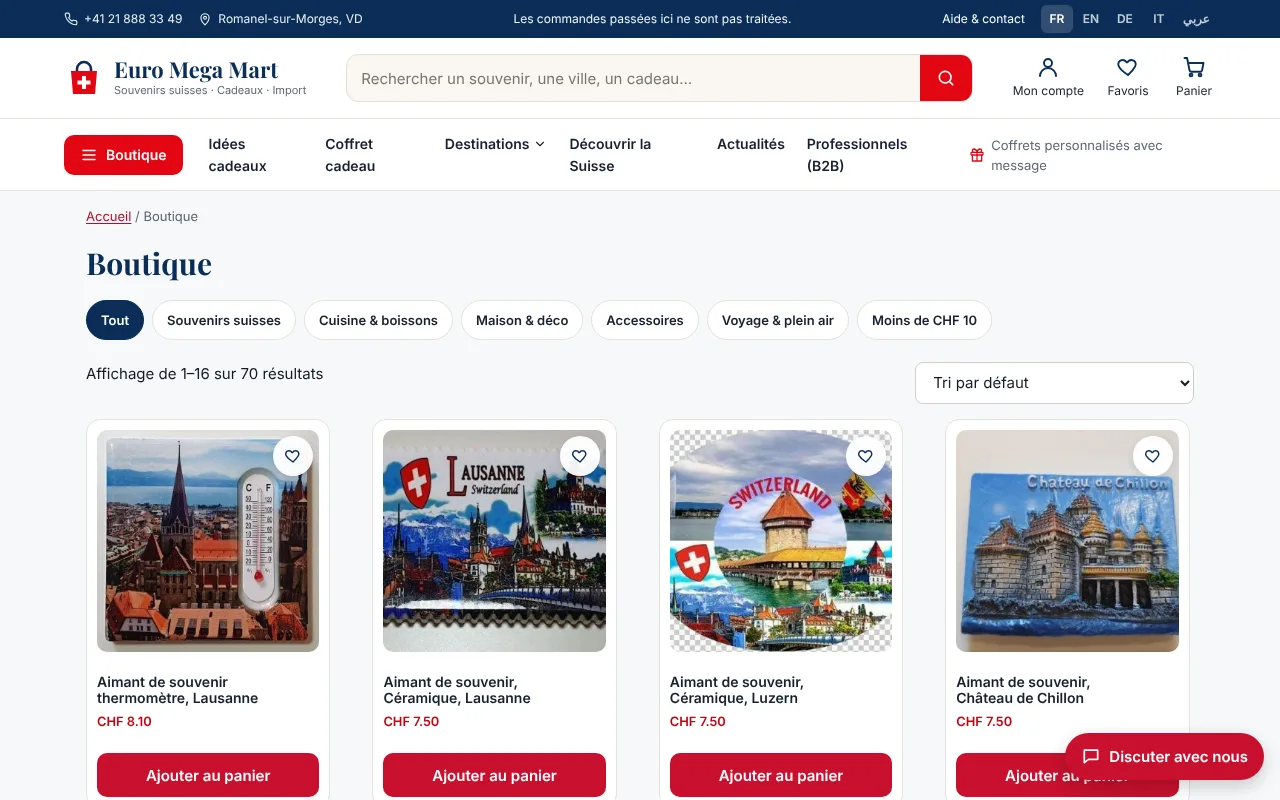 +41 21 888 33 49
Romanel-sur-Morges, VD
Les commandes passées ici ne sont pas traitées.
Aide & contact
FR
EN
DE
IT
عربي
Euro Mega Mart
Souvenirs suisses · Cadeaux · Import
Rechercher un souvenir, une ville, un cadeau...
Mon compte
Favoris
Panier
Boutique
Idées
cadeaux
Coffret
cadeau
Destinations
Découvrir la
Suisse
Actualités
Professionnels
(B2B)
Coffrets personnalisés avec
message
Accueil / Boutique
Boutique
Tout
Souvenirs suisses
Cuisine & boissons
Maison & déco
Accessoires
Voyage & plein air
Moins de CHF 10
Affichage de 1–16 sur 70 résultats
Tri par défaut
C F
LAUSANNE
Switzerland
SWITZERLAND
Chateau de Chillon
Aimant de souvenir
thermomètre, Lausanne
CHF 8.10
Ajouter au panier
Aimant de souvenir,
Céramique, Lausanne
CHF 7.50
Ajouter au panier
Aimant de souvenir,
Céramique, Luzern
CHF 7.50
Ajouter au panier
Aimant de souvenir,
Château de Chillon
CHF 7.50
Ajouter au panier
Discuter avec nous